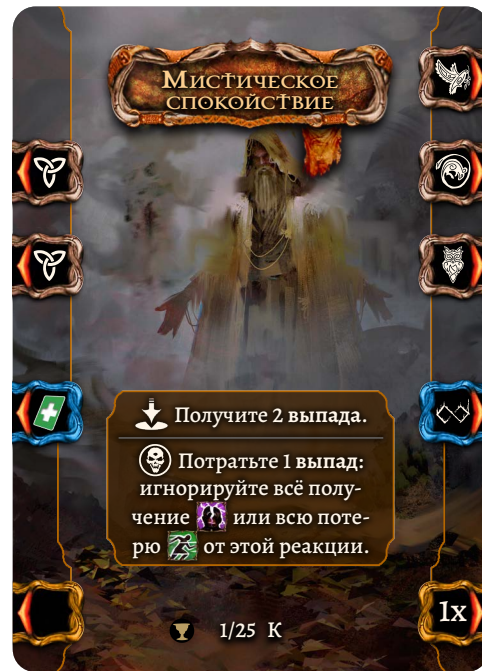 Мистическое
спокойствие
Получите 2 выпада.
Потратьте 1 выпад:
игнорируйте всё полу-
чение или всю поте-
рю от этой реакции.
1x
1/25 К